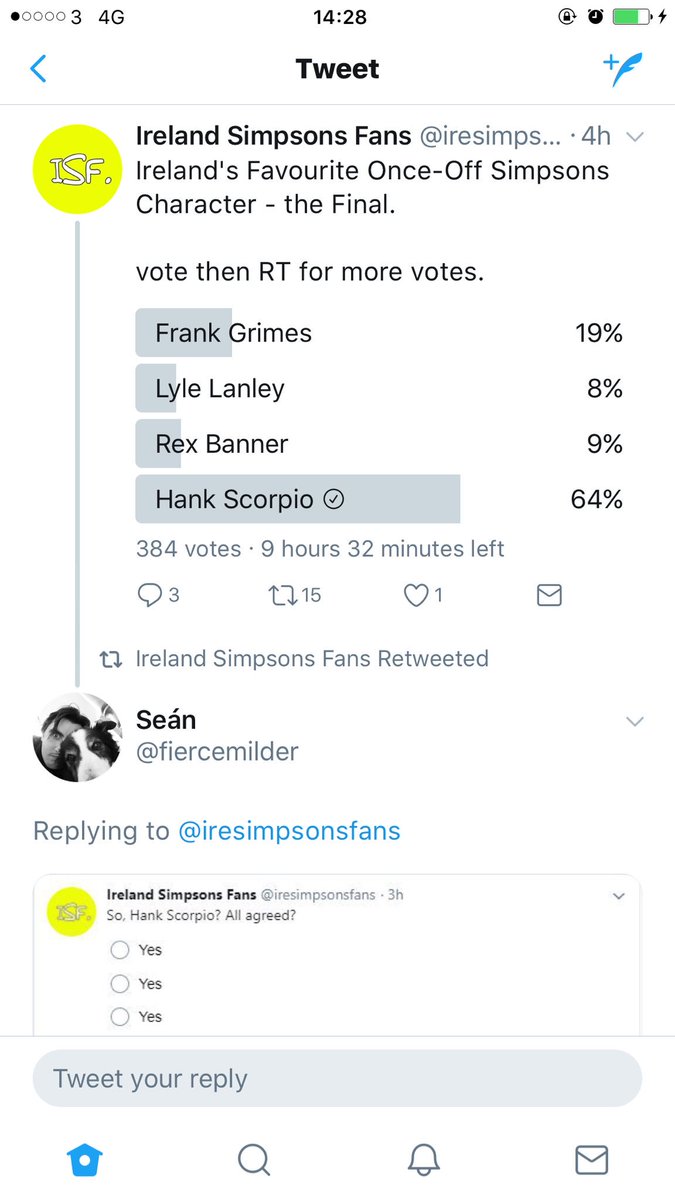 3 4G 14:28
Tweet
ISF.
Ireland Simpsons Fans @iresimps... · 4h
Ireland's Favourite Once-Off Simpsons
Character - the Final.
vote then RT for more votes.
Frank Grimes 19%
Lyle Lanley 8%
Rex Banner 9%
Hank Scorpio 64%
384 votes · 9 hours 32 minutes left
3 15 1
Ireland Simpsons Fans Retweeted
Seán
@fiercemilder
Replying to @iresimpsonsfans
ISF.
Ireland Simpsons Fans @iresimpsonsfans · 3h
So, Hank Scorpio? All agreed?
Yes
Yes
Yes
Tweet your reply